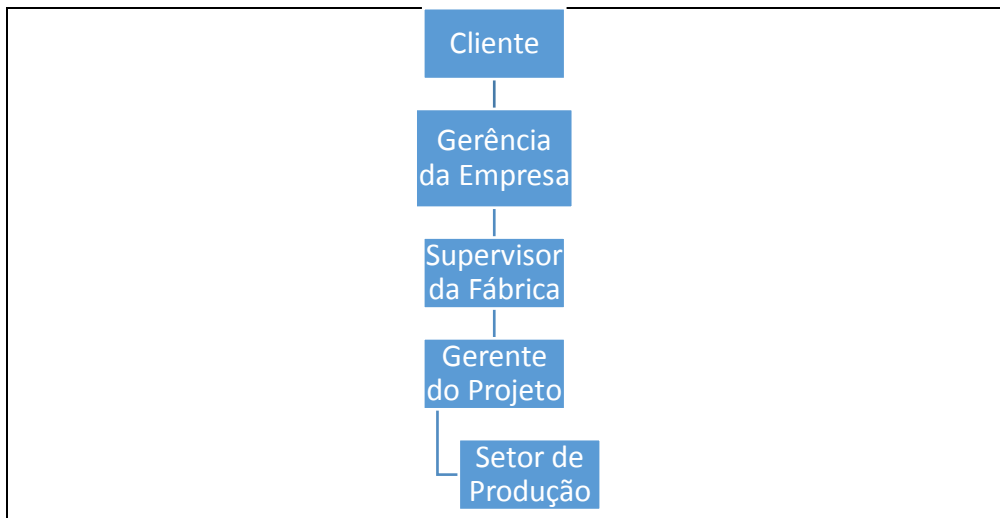 Cliente
Gerência
da Empresa
Supervisor
da Fábrica
Gerente
do Projeto
Setor de
Produção